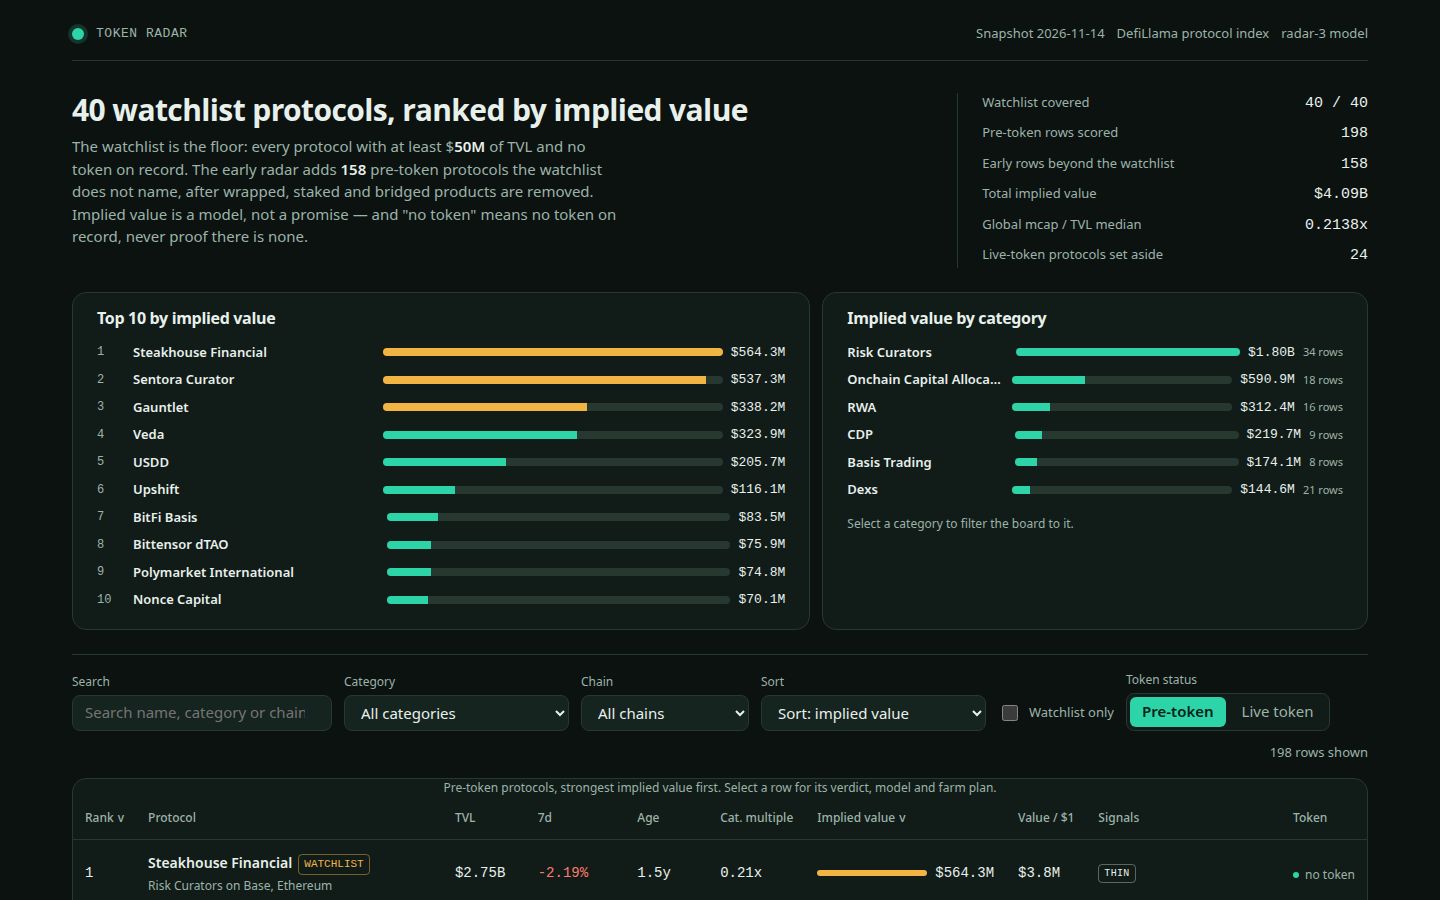 TOKEN RADAR
Snapshot 2026-11-14 DefiLlama protocol index radar-3 model
40 watchlist protocols, ranked by implied value
The watchlist is the floor: every protocol with at least $50M of TVL and no
token on record. The early radar adds 158 pre-token protocols the watchlist
does not name, after wrapped, staked and bridged products are removed.
Implied value is a model, not a promise — and "no token" means no token on
record, never proof there is none.
Watchlist covered 40 / 40
Pre-token rows scored 198
Early rows beyond the watchlist 158
Total implied value $4.09B
Global mcap / TVL median 0.2138x
Live-token protocols set aside 24
Top 10 by implied value
1 Steakhouse Financial $564.3M
2 Sentora Curator $537.3M
3 Gauntlet $338.2M
4 Veda $323.9M
5 USDD $205.7M
6 Upshift $116.1M
7 BitFi Basis $83.5M
8 Bittensor dTAO $75.9M
9 Polymarket International $74.8M
10 Nonce Capital $70.1M
Implied value by category
Risk Curators $1.80B 34 rows
Onchain Capital Alloca... $590.9M 18 rows
RWA $312.4M 16 rows
CDP $219.7M 9 rows
Basis Trading $174.1M 8 rows
Dexs $144.6M 21 rows
Select a category to filter the board to it.
Search Category Chain Sort Token status
Search name, category or chain All categories All chains Sort: implied value Watchlist only Pre-token Live token
198 rows shown
Pre-token protocols, strongest implied value first. Select a row for its verdict, model and farm plan.
Rank v Protocol TVL 7d Age Cat. multiple Implied value v Value / $1 Signals Token
1 Steakhouse Financial WATCHLIST $2.75B -2.19% 1.5y 0.21x $564.3M $3.8M THIN no token
Risk Curators on Base, Ethereum